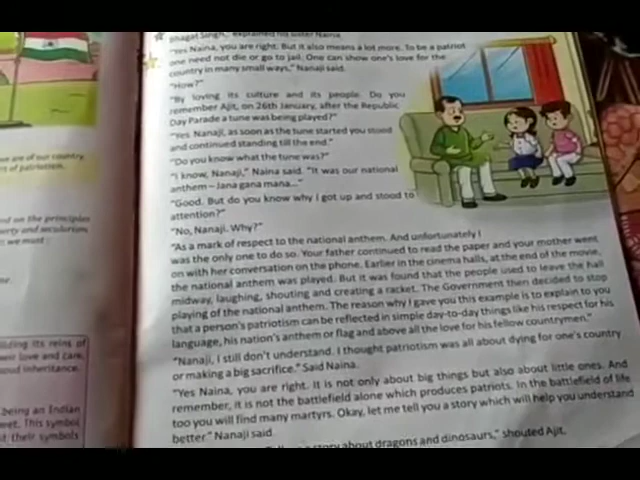 are of our country
of patriotism.
ed on the principles
erty and secularism
we must :
ne.
lding its reins of
eir love and care,
oud inheritance.
being an Indian
eet. This symbol
t their symbols
Bhagat Singh," explained his sister Naina.
"Yes Naina, you are right. But it also means a lot more. To be a patriot
one need not die or go to jail. One can show one's love for the
country in many small ways," Nanaji said.
"How?"
"By loving its culture and its people. Do you
remember Ajit, on 26th January, after the Republic
Day Parade a tune was being played?"
"Yes Nanaji, as soon as the tune started you stood
and continued standing till the end."
"Do you know what the tune was?"
"I know, Nanaji," Naina said. "It was our national
anthem – Jana gana mana..."
"Good. But do you know why I got up and stood to
attention?"
"No, Nanaji. Why?"
"As a mark of respect to the national anthem. And unfortunately I
was the only one to do so. Your father continued to read the paper and your mother went
on with her conversation on the phone. Earlier in the cinema halls, at the end of the movie,
the national anthem was played. But it was found that the people used to leave the hall
midway, laughing, shouting and creating a racket. The Government then decided to stop
playing of the national anthem. The reason why I gave you this example is to explain to you
that a person's patriotism can be reflected in simple day-to-day things like his respect for his
language, his nation's anthem or flag and above all the love for his fellow countrymen."
"Nanaji, I still don't understand. I thought patriotism was all about dying for one's country
or making a big sacrifice." Said Naina.
"Yes Naina, you are right. It is not only about big things but also about little ones. And
remember, it is not the battlefield alone which produces patriots. In the battlefield of life
too you will find many martyrs. Okay, let me tell you a story which will help you understand
better." Nanaji said.
story about dragons and dinosaurs," shouted Ajit.